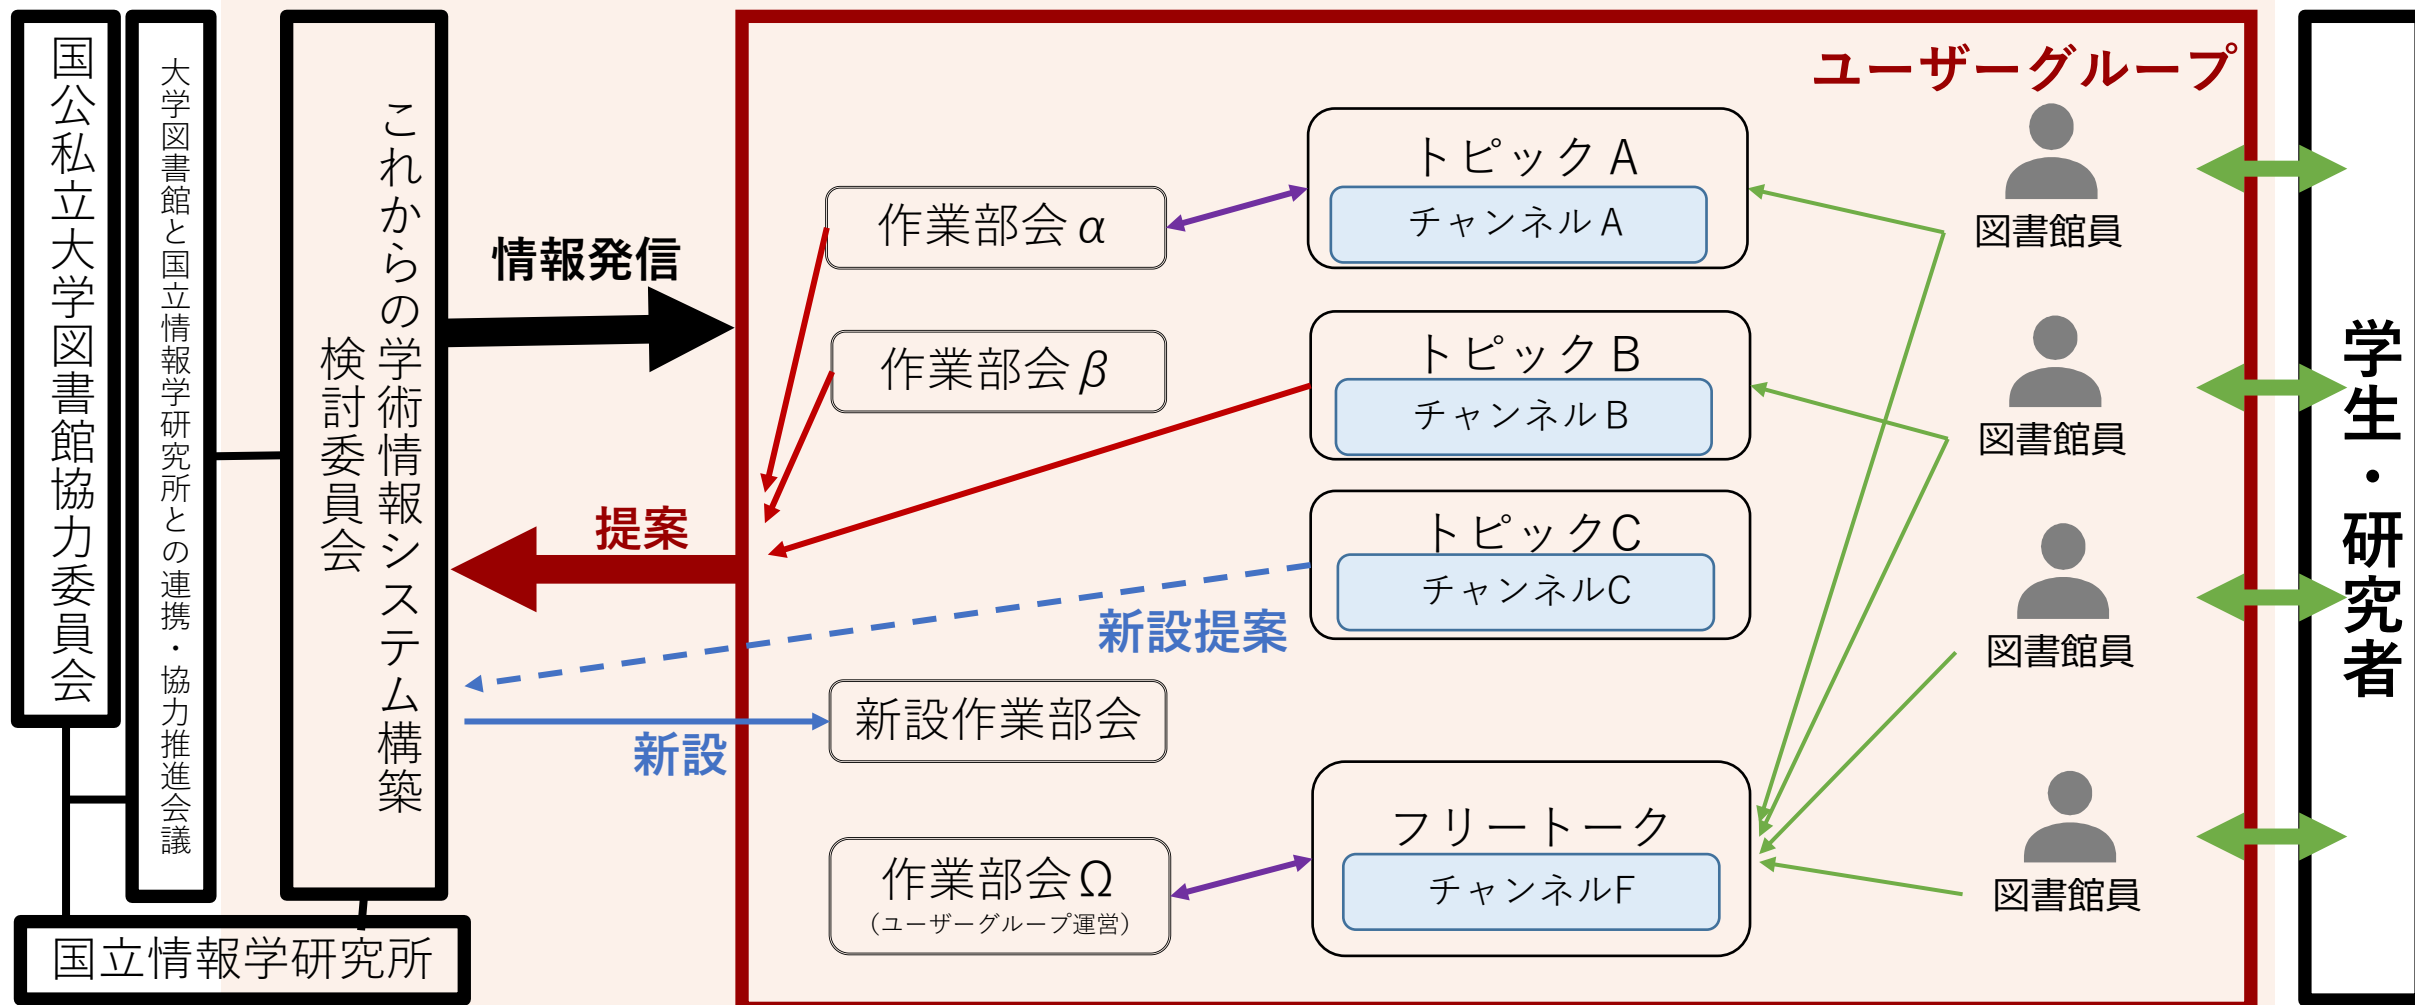 国公私立大学図書館協力委員会
大学図書館と国立情報学研究所との連携・協力推進会議
これからの学術情報システム構築
検討委員会
国立情報学研究所
情報発信
提案
新設提案
新設
ユーザーグループ
作業部会α
作業部会β
新設作業部会
作業部会Ω
（ユーザーグループ運営）
トピックA
チャンネルA
トピックB
チャンネルB
トピックC
チャンネルC
フリートーク
チャンネルF
図書館員
図書館員
図書館員
図書館員
学生・研究者